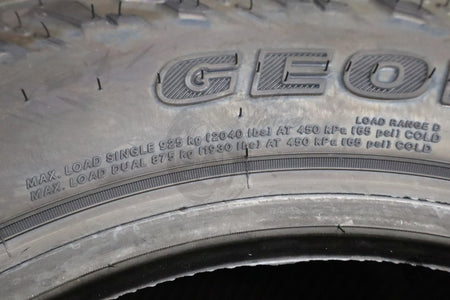 GEO
LOAD RANGE D
MAX. LOAD SINGLE 925 kg (2040 lbs) AT 450 kPa (65 psi) COLD
MAX. LOAD DUAL 875 kg (1930 lbs) AT 450 kPa (65 psi) COLD